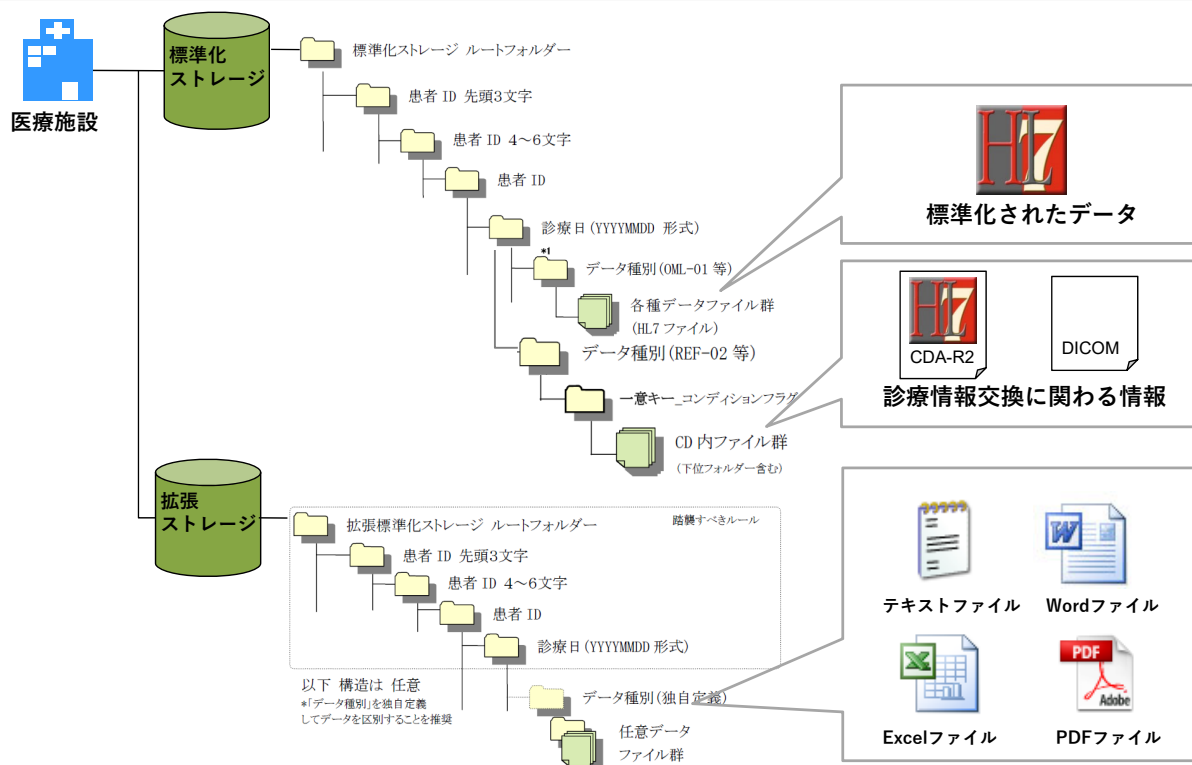 医療施設
標準化
ストレージ
標準化ストレージ ルートフォルダー
患者 ID 先頭3文字
患者 ID 4～6文字
患者 ID
診療日(YYYYMMDD 形式)
*1
データ種別(OML-01 等)
各種データファイル群
(HL7 ファイル)
データ種別(REF-02 等)
一意キー_コンディションフラグ
CD 内ファイル群
(下位フォルダー含む)
HL7
標準化されたデータ
HL7
CDA-R2
DICOM
診療情報交換に関わる情報
拡張
ストレージ
拡張標準化ストレージ ルートフォルダー
踏襲すべきルール
患者 ID 先頭3文字
患者 ID 4～6文字
患者 ID
診療日(YYYYMMDD 形式)
以下 構造は 任意
*「データ種別」を独自定義
してデータを区別することを推奨
データ種別(独自定義)
任意データ
ファイル群
テキストファイル
W
Wordファイル
X
Excelファイル
PDF
Adobe
PDFファイル